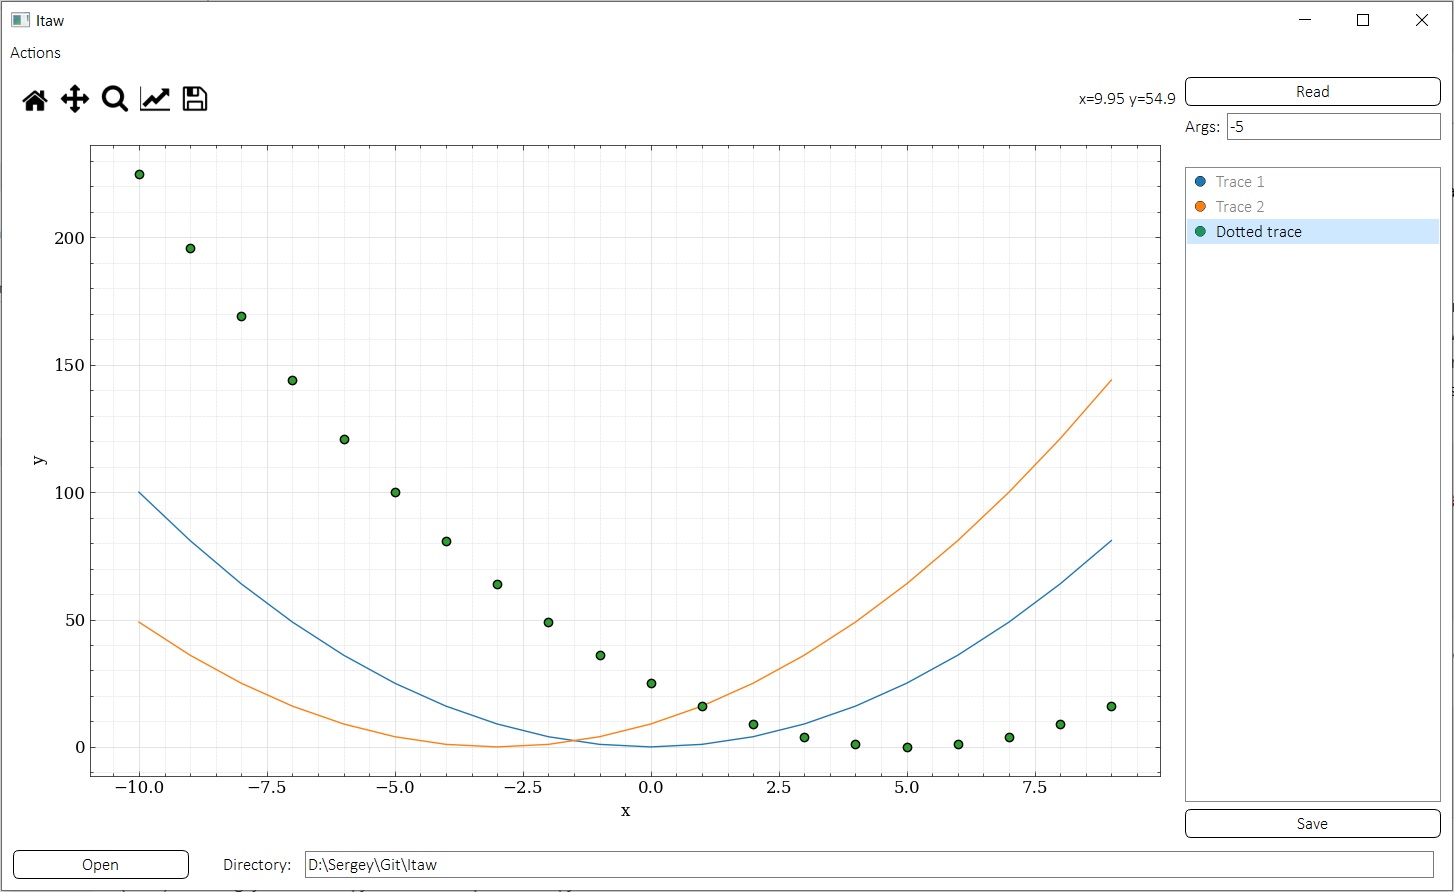 Itaw
Actions
x=9.95 y=54.9
Read
Args: -5
Trace 1
Trace 2
Dotted trace
200
150
100
50
0
y
−10.0 −7.5 −5.0 −2.5 0.0 2.5 5.0 7.5
x
Save
Open Directory: D:\Sergey\Git\Itaw